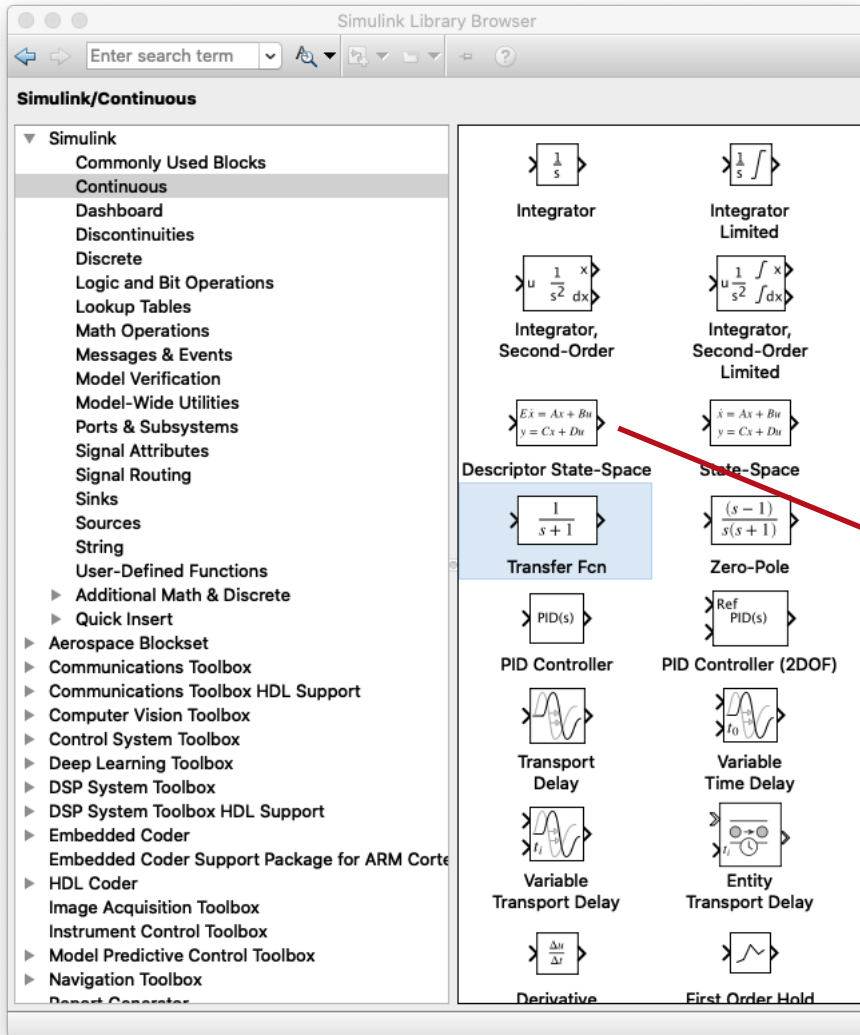 Simulink Library Browser
Enter search term
Simulink/Continuous
Simulink
Commonly Used Blocks
Continuous
Dashboard
Discontinuities
Discrete
Logic and Bit Operations
Lookup Tables
Math Operations
Messages & Events
Model Verification
Model-Wide Utilities
Ports & Subsystems
Signal Attributes
Signal Routing
Sinks
Sources
String
User-Defined Functions
Additional Math & Discrete
Quick Insert
Aerospace Blockset
Communications Toolbox
Communications Toolbox HDL Support
Computer Vision Toolbox
Control System Toolbox
Deep Learning Toolbox
DSP System Toolbox
DSP System Toolbox HDL Support
Embedded Coder
Embedded Coder Support Package for ARM Corte
HDL Coder
Image Acquisition Toolbox
Instrument Control Toolbox
Model Predictive Control Toolbox
Navigation Toolbox
Report Generator
1
s
Integrator
1
s ∫
Integrator
Limited
u 1 x
s2 dx
Integrator,
Second-Order
u 1 ∫ x
s2 ∫dx
Integrator,
Second-Order
Limited
Eẋ = Ax + Bu
y = Cx + Du
Descriptor State-Space
ẋ = Ax + Bu
y = Cx + Du
State-Space
1
s + 1
Transfer Fcn
(s − 1)
s(s + 1)
Zero-Pole
PID(s)
PID Controller
Ref
PID(s)
PID Controller (2DOF)
Transport
Delay
t0
Variable
Time Delay
ti
Variable
Transport Delay
ti
Entity
Transport Delay
Δu
Δt
Derivative
First Order Hold